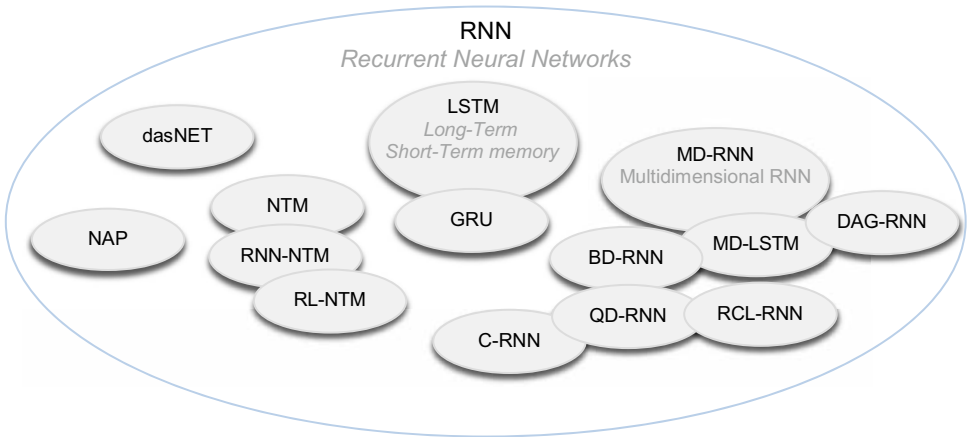 RNN
Recurrent Neural Networks
LSTM
Long-Term
Short-Term memory
dasNET
MD-RNN
Multidimensional RNN
NTM
GRU
DAG-RNN
NAP
RNN-NTM
BD-RNN
MD-LSTM
RL-NTM
QD-RNN
RCL-RNN
C-RNN